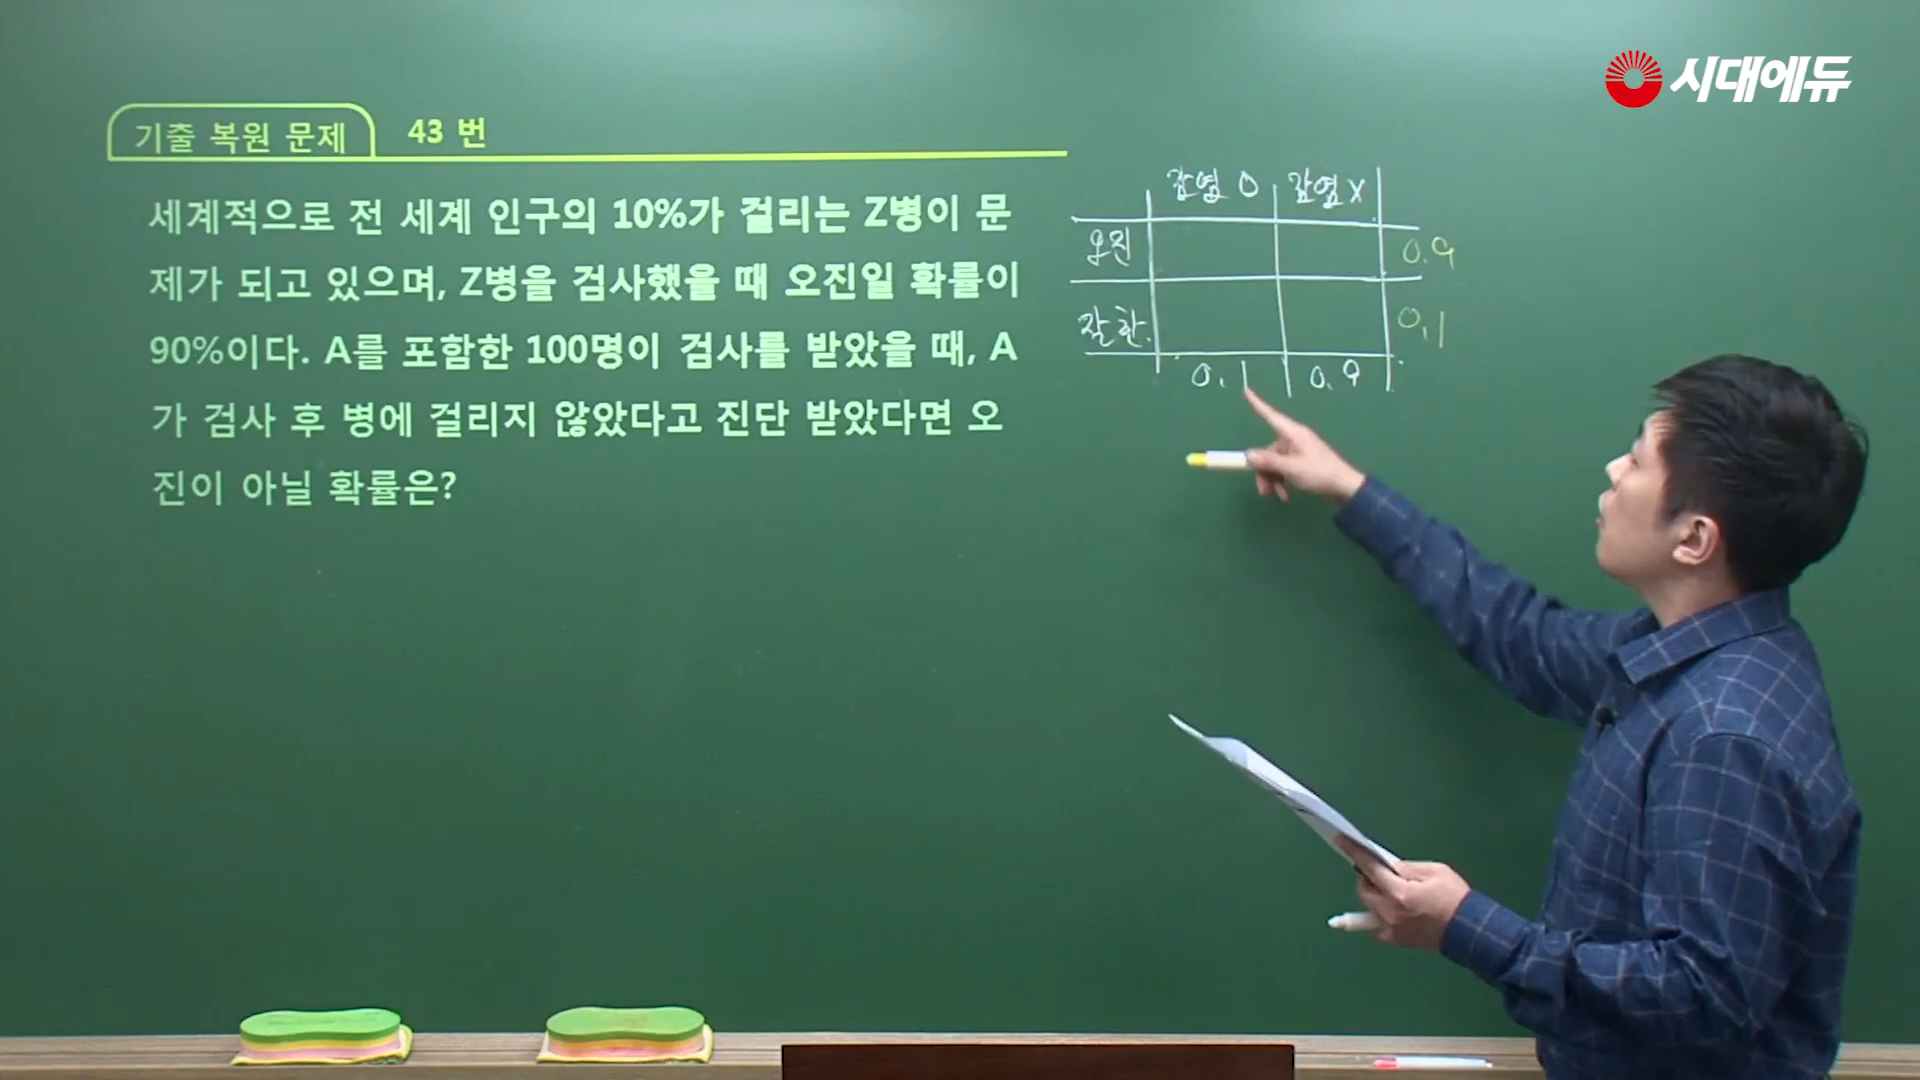 시대에듀
기출 복원 문제 43 번
세계적으로 전 세계 인구의 10%가 걸리는 Z병이 문
제가 되고 있으며, Z병을 검사했을 때 오진일 확률이
90%이다. A를 포함한 100명이 검사를 받았을 때, A
가 검사 후 병에 걸리지 않았다고 진단 받았다면 오
진이 아닐 확률은?
감염 O 감염 X
오진 0.9
잘한 0.1
0.1 0.9